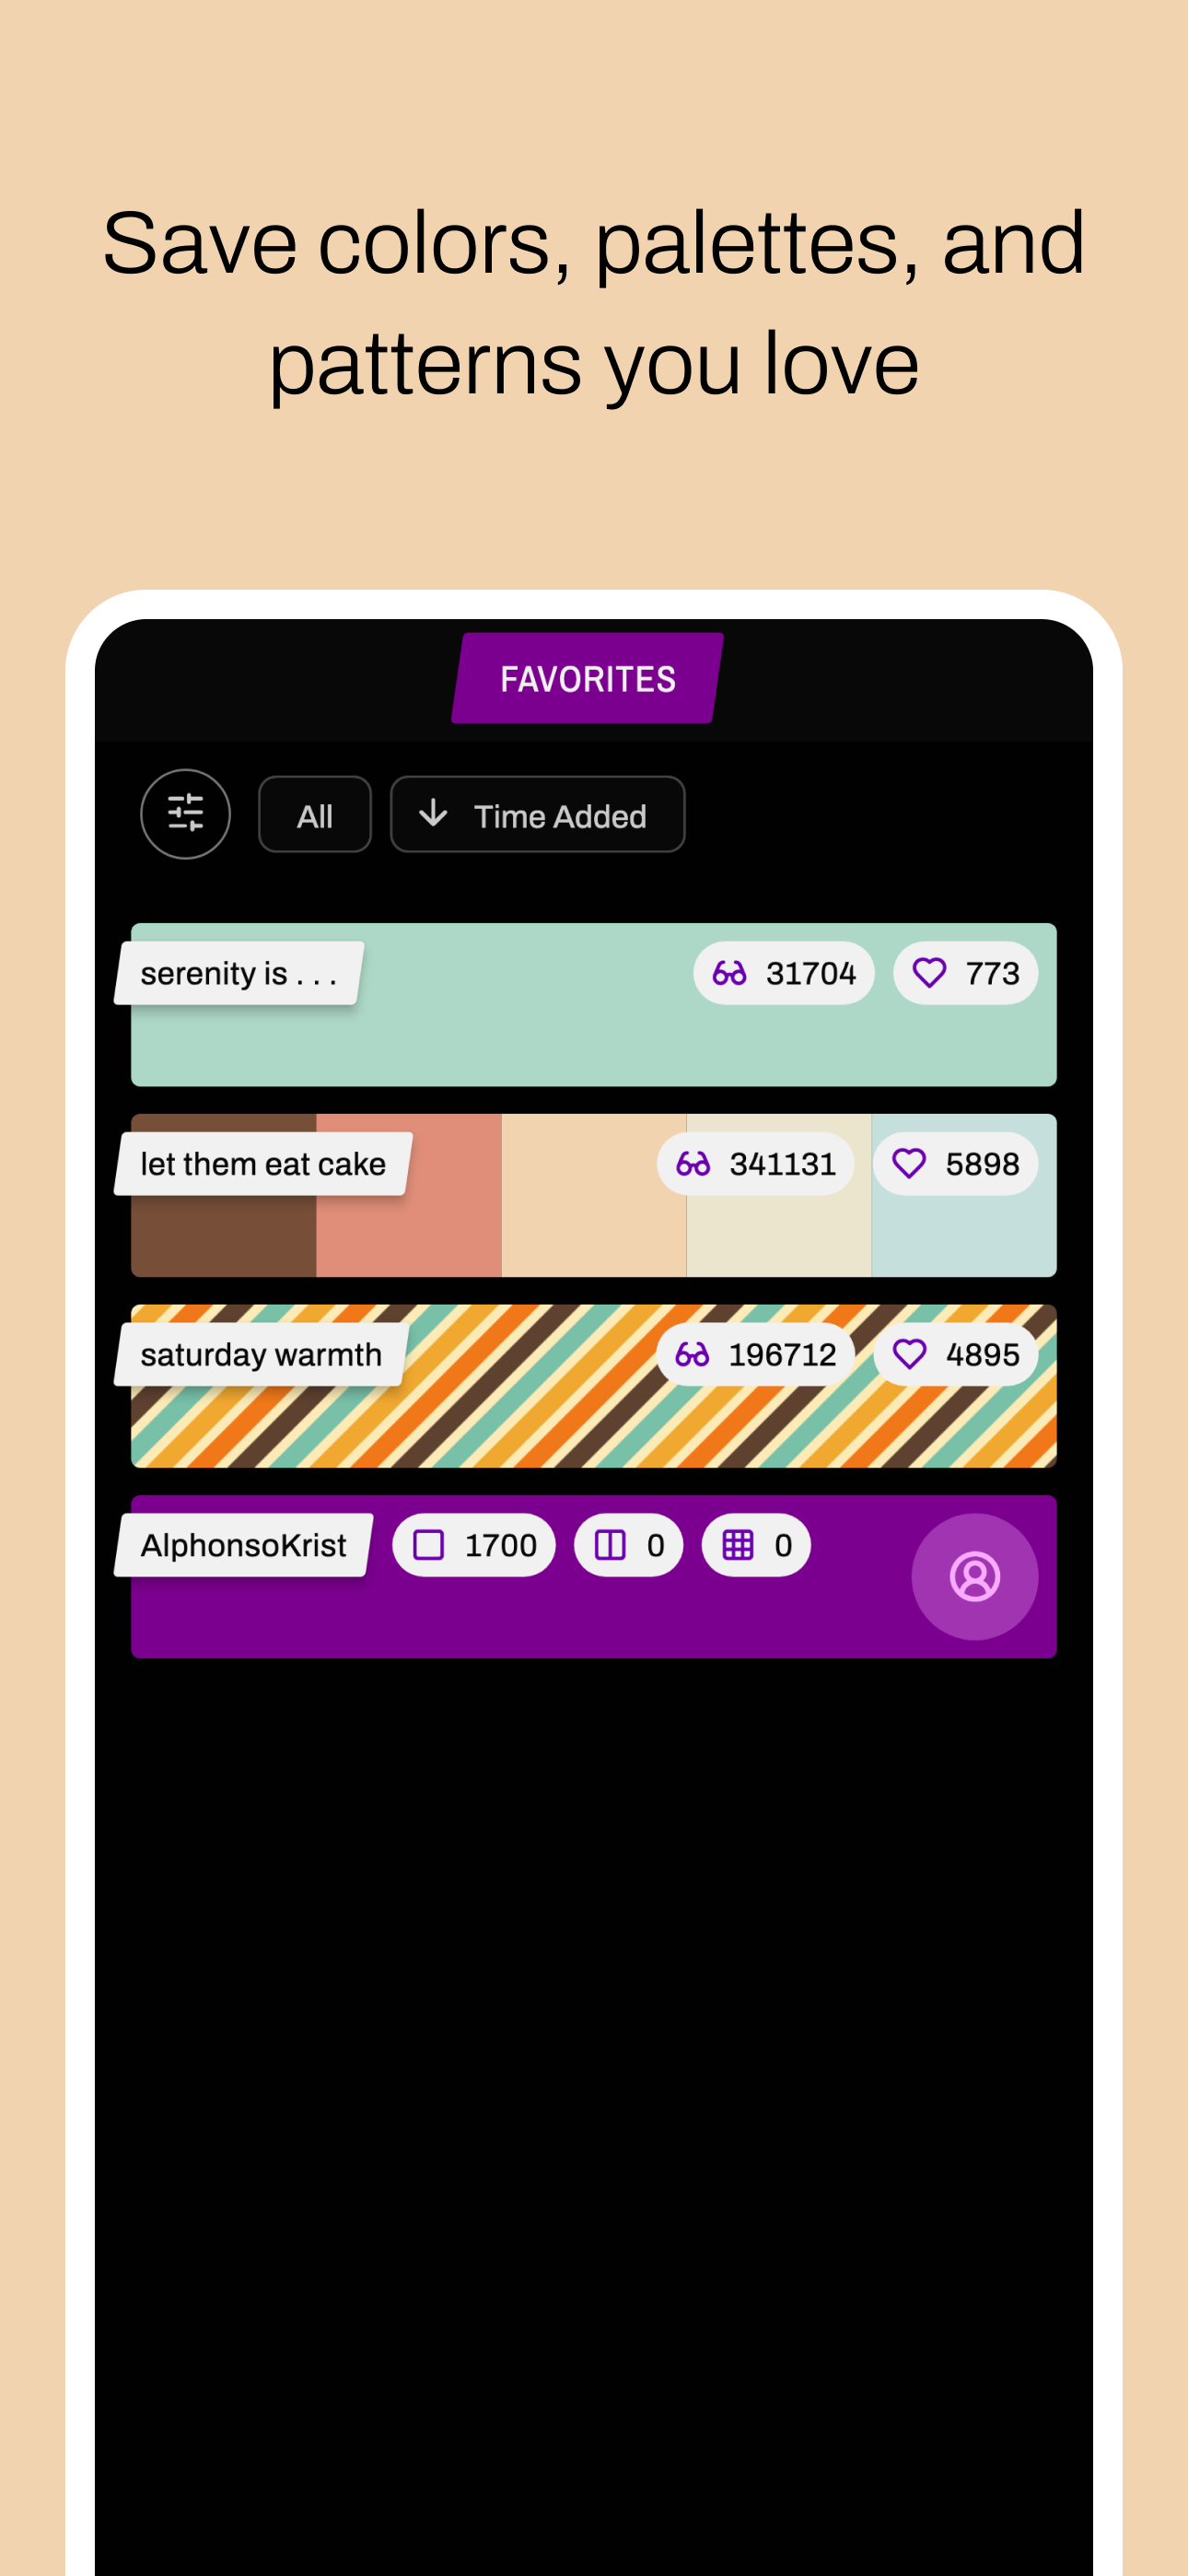 Save colors, palettes, and
patterns you love
FAVORITES
All
Time Added
serenity is . . .
31704
773
let them eat cake
341131
5898
saturday warmth
196712
4895
AlphonsoKrist
1700
0
0